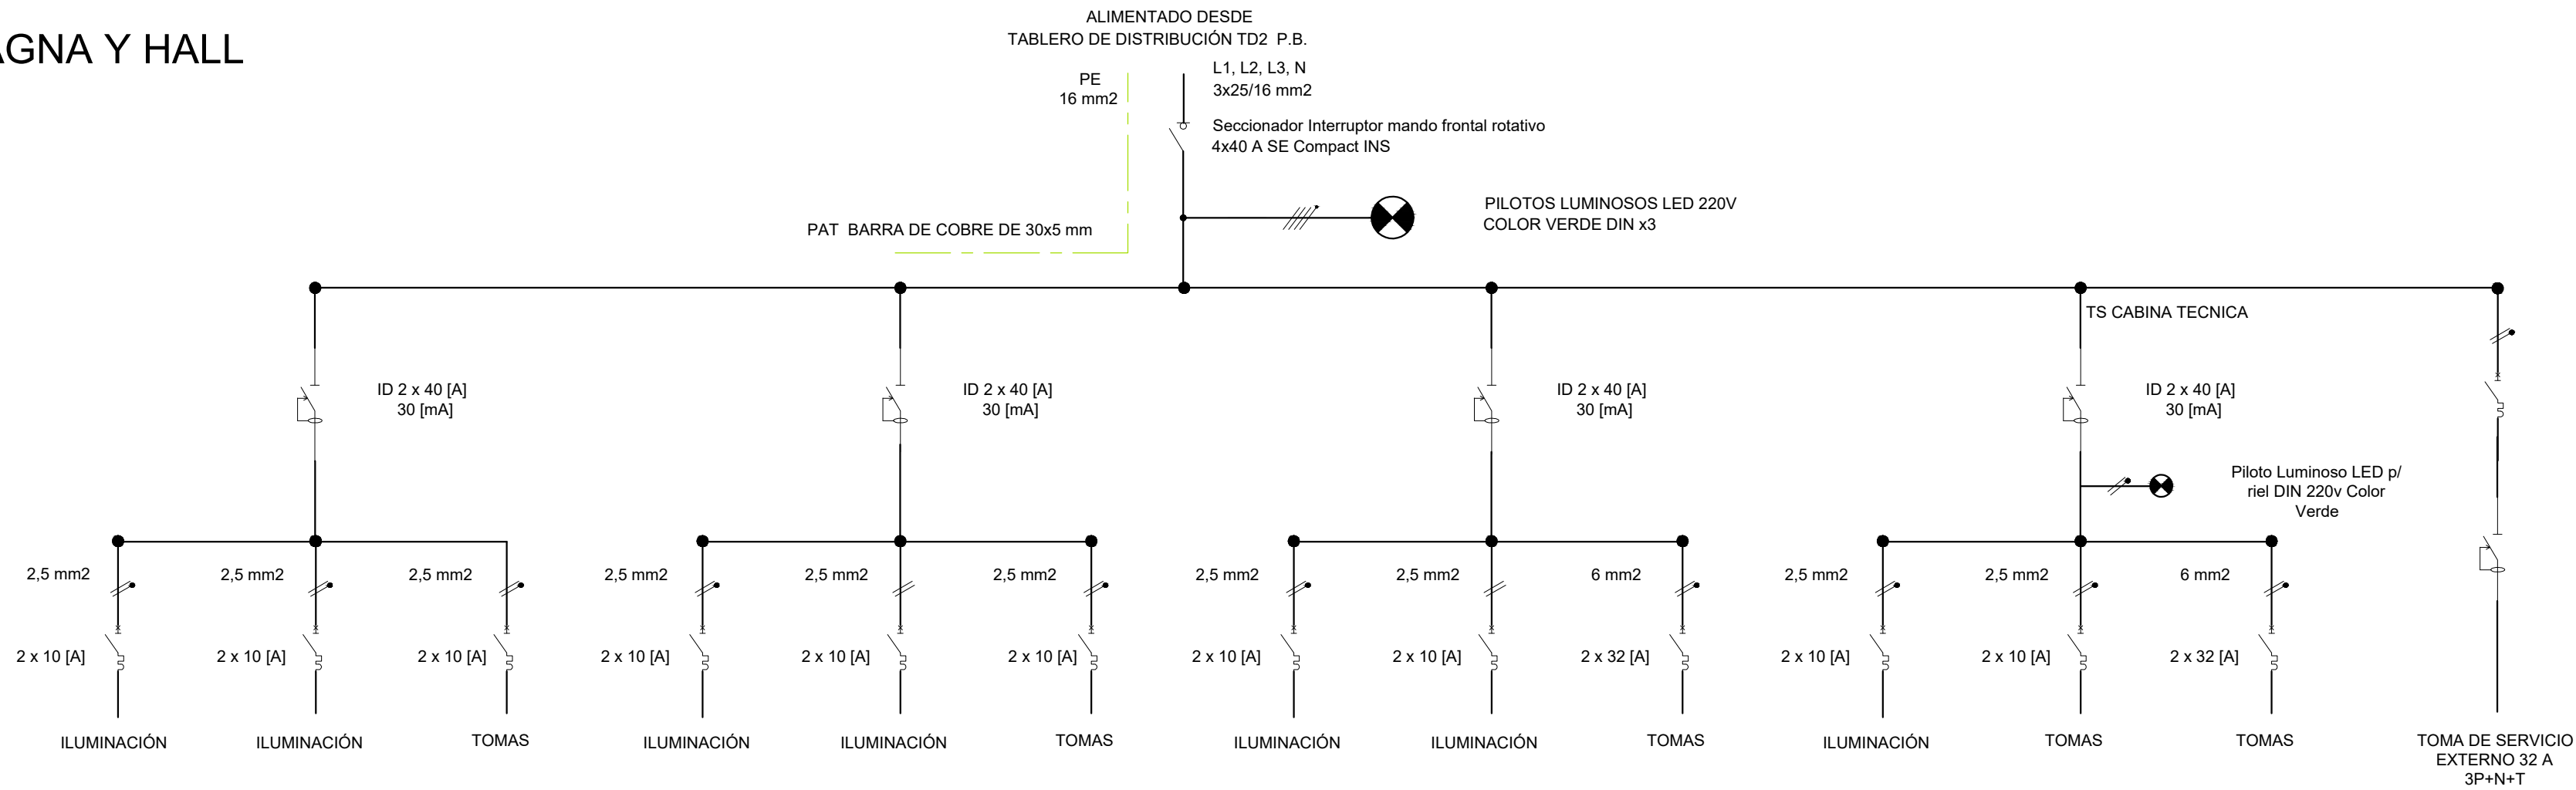 AGNA Y HALL
ALIMENTADO DESDE
TABLERO DE DISTRIBUCIÓN TD2 P.B.
PE
16 mm2
L1, L2, L3, N
3x25/16 mm2
Seccionador Interruptor mando frontal rotativo
4x40 A SE Compact INS
PILOTOS LUMINOSOS LED 220V
COLOR VERDE DIN x3
PAT BARRA DE COBRE DE 30x5 mm
TS CABINA TECNICA
ID 2 x 40 [A]
30 [mA]
ID 2 x 40 [A]
30 [mA]
ID 2 x 40 [A]
30 [mA]
ID 2 x 40 [A]
30 [mA]
Piloto Luminoso LED p/
riel DIN 220v Color
Verde
2,5 mm2
2,5 mm2
2,5 mm2
2,5 mm2
2,5 mm2
2,5 mm2
2,5 mm2
2,5 mm2
6 mm2
2,5 mm2
2,5 mm2
6 mm2
2 x 10 [A]
2 x 10 [A]
2 x 10 [A]
2 x 10 [A]
2 x 10 [A]
2 x 10 [A]
2 x 10 [A]
2 x 10 [A]
2 x 32 [A]
2 x 10 [A]
2 x 10 [A]
2 x 32 [A]
ILUMINACIÓN
ILUMINACIÓN
TOMAS
ILUMINACIÓN
ILUMINACIÓN
TOMAS
ILUMINACIÓN
ILUMINACIÓN
TOMAS
ILUMINACIÓN
TOMAS
TOMAS
TOMA DE SERVICIO
EXTERNO 32 A
3P+N+T